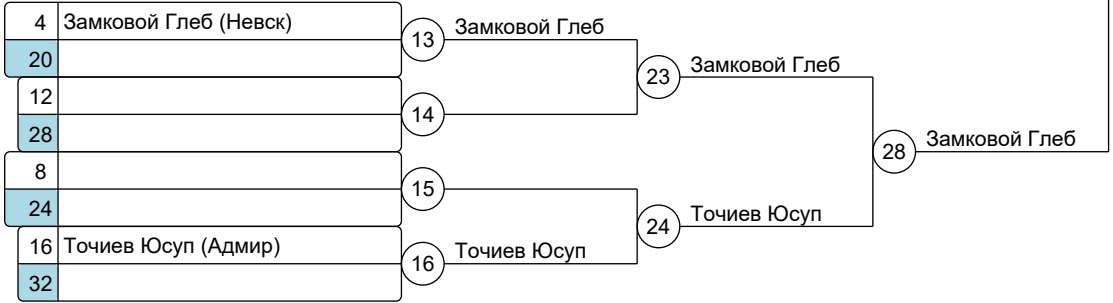 4 Замковой Глеб (Невск)
20
12
28
8
24
16 Точиев Юсуп (Адмир)
32
13 Замковой Глеб
14
15
16 Точиев Юсуп
23 Замковой Глеб
24 Точиев Юсуп
28 Замковой Глеб